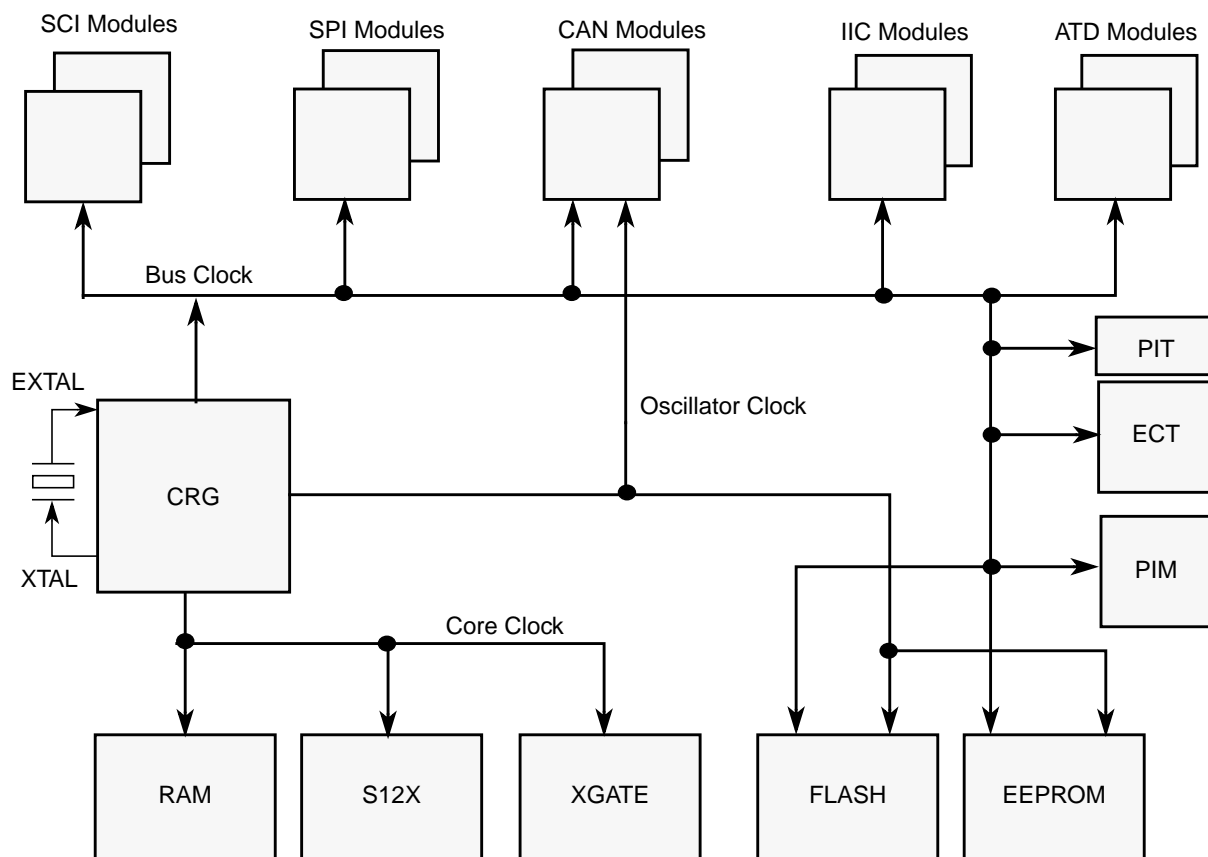 SCI Modules
SPI Modules
CAN Modules
IIC Modules
ATD Modules
Bus Clock
PIT
EXTAL
Oscillator Clock
ECT
CRG
XTAL
PIM
Core Clock
RAM
S12X
XGATE
FLASH
EEPROM